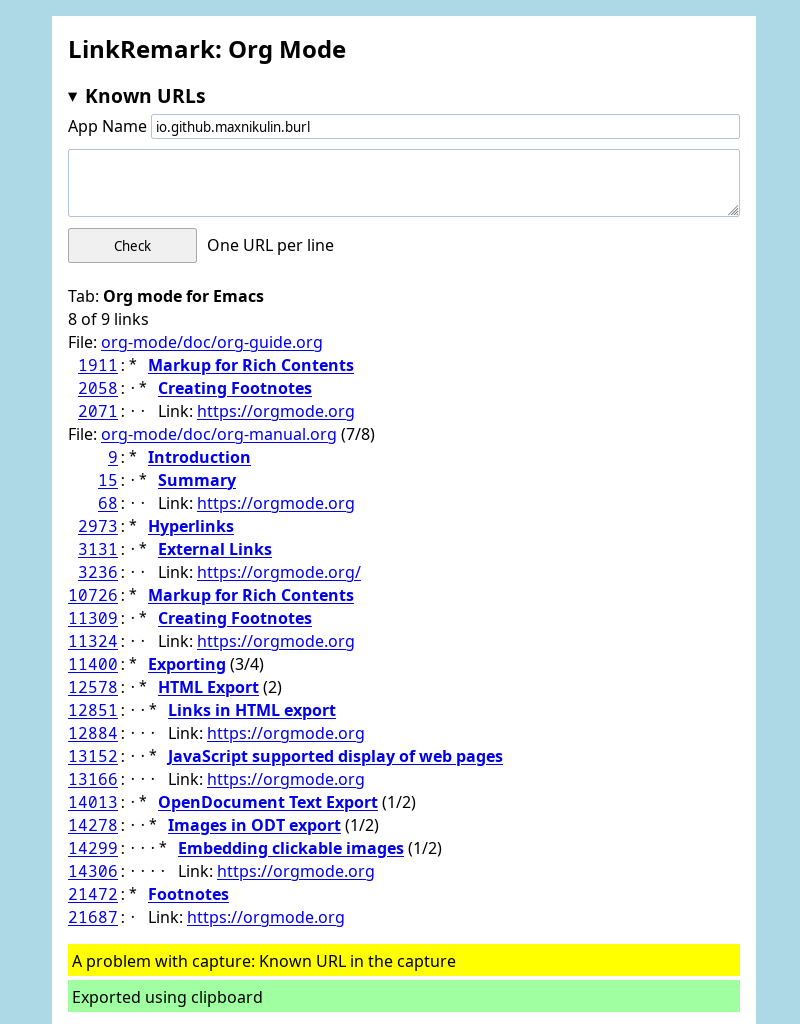 LinkRemark: Org Mode
▾ Known URLs
App Name io.github.maxnikulin.burl
Check One URL per line
Tab: Org mode for Emacs
8 of 9 links
File: org-mode/doc/org-guide.org
1911:* Markup for Rich Contents
2058:·* Creating Footnotes
2071:·· Link: https://orgmode.org
File: org-mode/doc/org-manual.org (7/8)
9:* Introduction
15:·* Summary
68:·· Link: https://orgmode.org
2973:* Hyperlinks
3131:·* External Links
3236:·· Link: https://orgmode.org/
10726:* Markup for Rich Contents
11309:·* Creating Footnotes
11324:·· Link: https://orgmode.org
11400:* Exporting (3/4)
12578:·* HTML Export (2)
12851:··* Links in HTML export
12884:··· Link: https://orgmode.org
13152:··* JavaScript supported display of web pages
13166:··· Link: https://orgmode.org
14013:·* OpenDocument Text Export (1/2)
14278:··* Images in ODT export (1/2)
14299:···* Embedding clickable images (1/2)
14306:···· Link: https://orgmode.org
21472:* Footnotes
21687:· Link: https://orgmode.org
A problem with capture: Known URL in the capture
Exported using clipboard